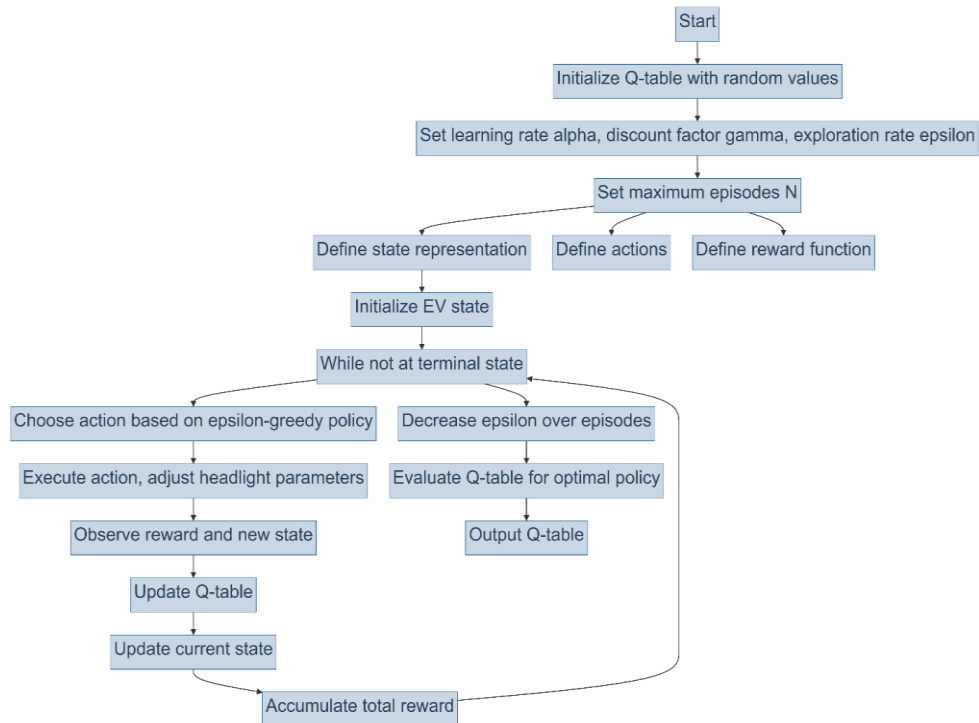 Start
Initialize Q-table with random values
Set learning rate alpha, discount factor gamma, exploration rate epsilon
Set maximum episodes N
Define state representation
Define actions
Define reward function
Initialize EV state
While not at terminal state
Choose action based on epsilon-greedy policy
Decrease epsilon over episodes
Execute action, adjust headlight parameters
Evaluate Q-table for optimal policy
Observe reward and new state
Output Q-table
Update Q-table
Update current state
Accumulate total reward